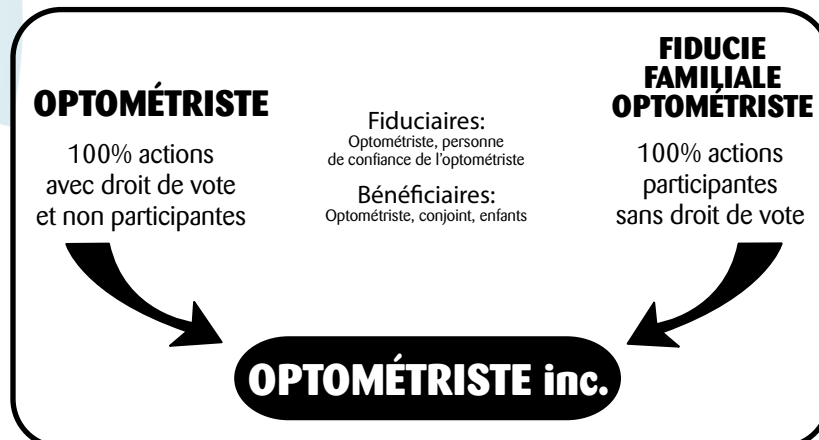 OPTOMÉTRISTE
100% actions
avec droit de vote
et non participantes
Fiduciaires:
Optométriste, personne
de confiance de l'optométriste
Bénéficiaires:
Optométriste, conjoint, enfants
FIDUCIE
FAMILIALE
OPTOMÉTRISTE
100% actions
participantes
sans droit de vote
OPTOMÉTRISTE inc.